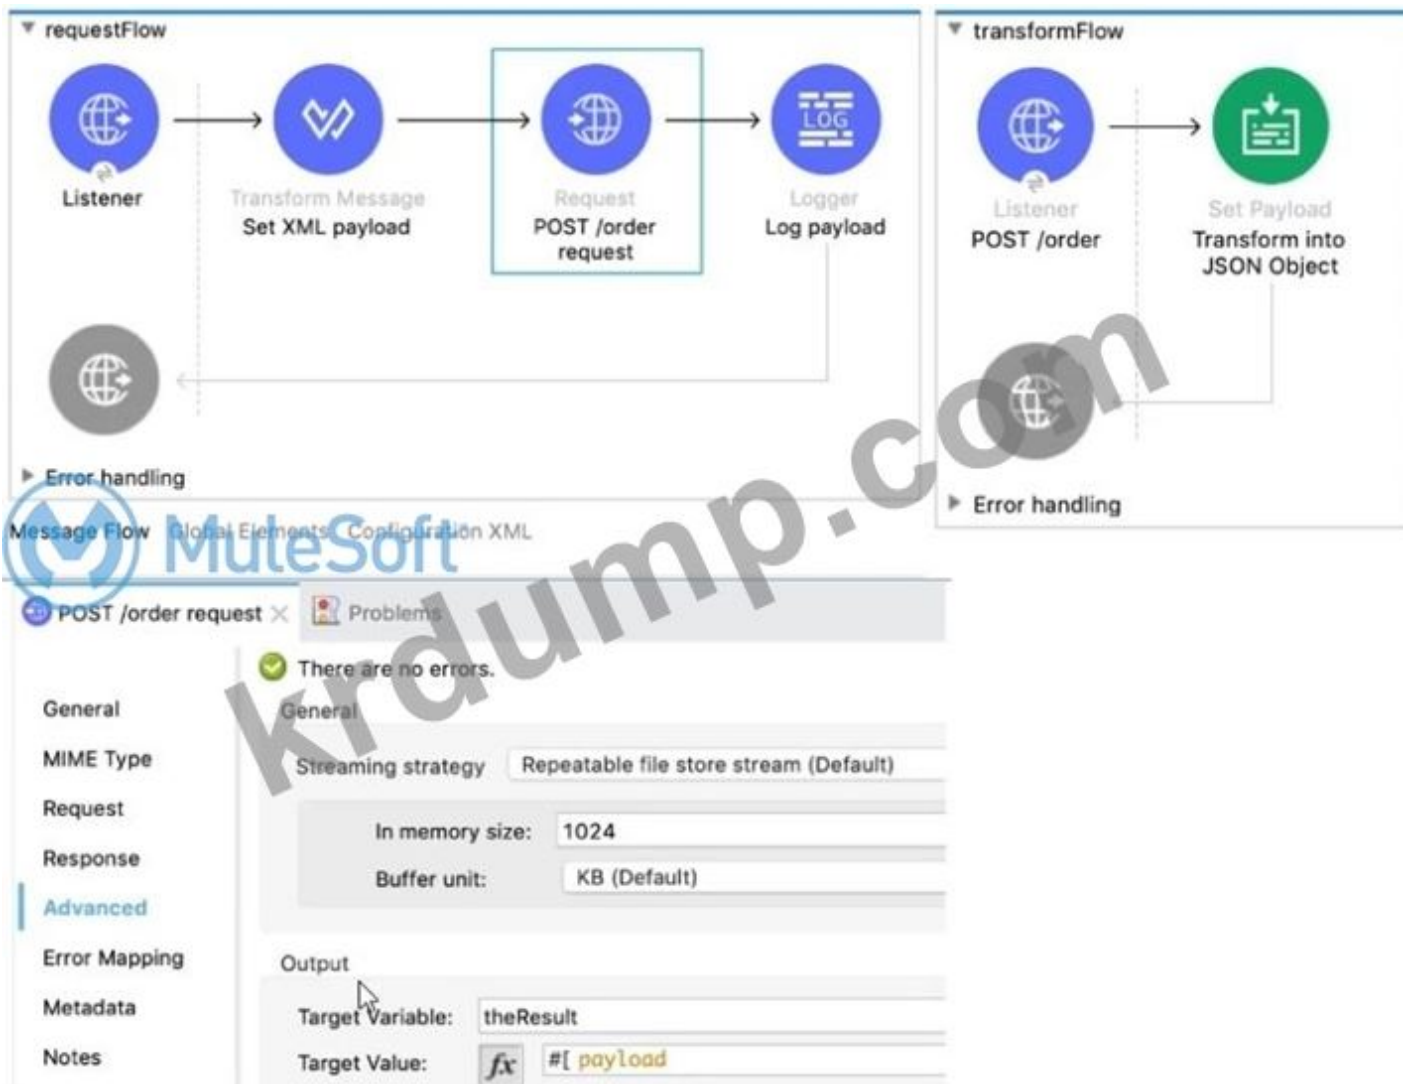 requestFlow
transformFlow
LOG
Listener
Transform Message
Set XML payload
Request
POST /order
request
Logger
Log payload
Listener
POST /order
Set Payload
Transform into
JSON Object
Error handling
Error handling
Message Flow Global Elements Configuration XML
MuleSoft
krdump.com
POST /order request
Problems
There are no errors.
General
General
MIME Type
Streaming strategy
Repeatable file store stream (Default)
Request
In memory size:
1024
Response
Buffer unit:
KB (Default)
Advanced
Error Mapping
Output
Metadata
Target Variable:
theResult
Notes
Target Value:
fx
#[ payload